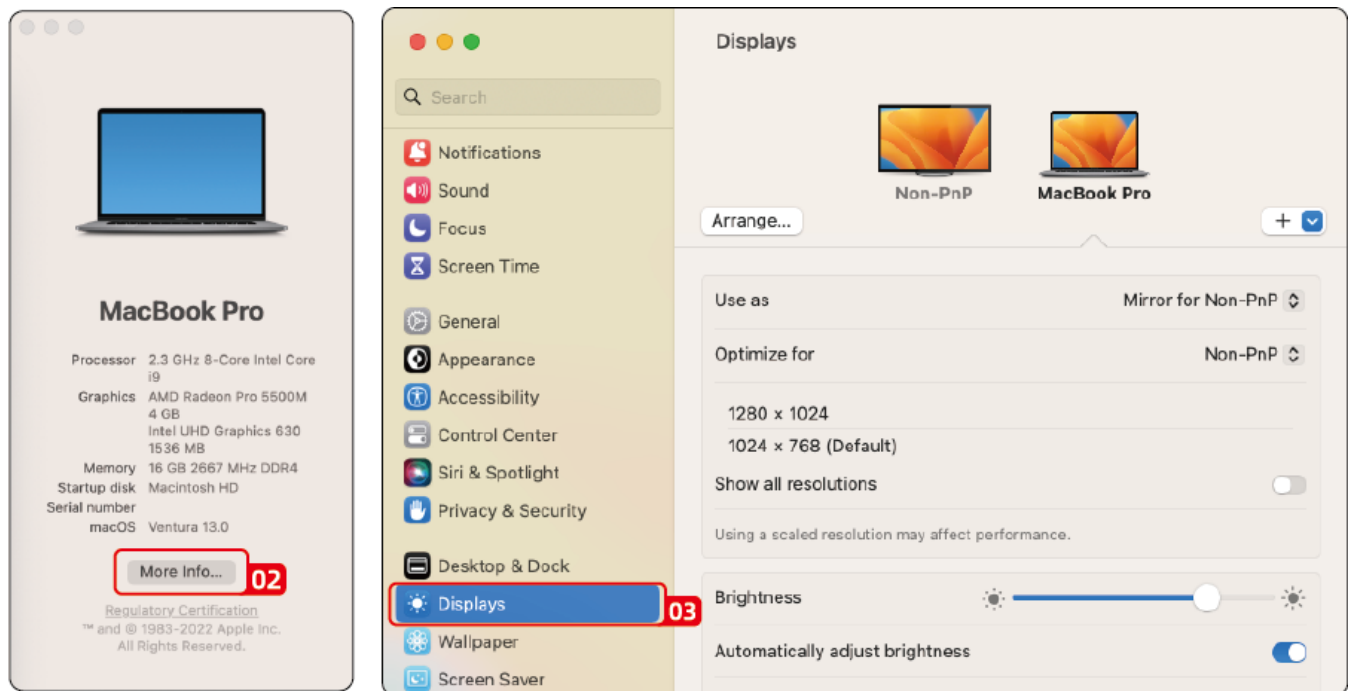 MacBook Pro
Processor 2.3 GHz 8-Core Intel Core
i9
Graphics AMD Radeon Pro 5500M
4 GB
Intel UHD Graphics 630
1536 MB
Memory 16 GB 2667 MHz DDR4
Startup disk Macintosh HD
Serial number
macOS Ventura 13.0
More Info...
02
Regulatory Certification
™ and © 1983-2022 Apple Inc.
All Rights Reserved.
Search
Notifications
Sound
Focus
Screen Time
General
Appearance
Accessibility
Control Center
Siri & Spotlight
Privacy & Security
Desktop & Dock
Displays
03
Wallpaper
Screen Saver
Displays
Non-PnP MacBook Pro
Arrange... +
Use as Mirror for Non-PnP
Optimize for Non-PnP
1280 × 1024
1024 × 768 (Default)
Show all resolutions
Using a scaled resolution may affect performance.
Brightness
Automatically adjust brightness